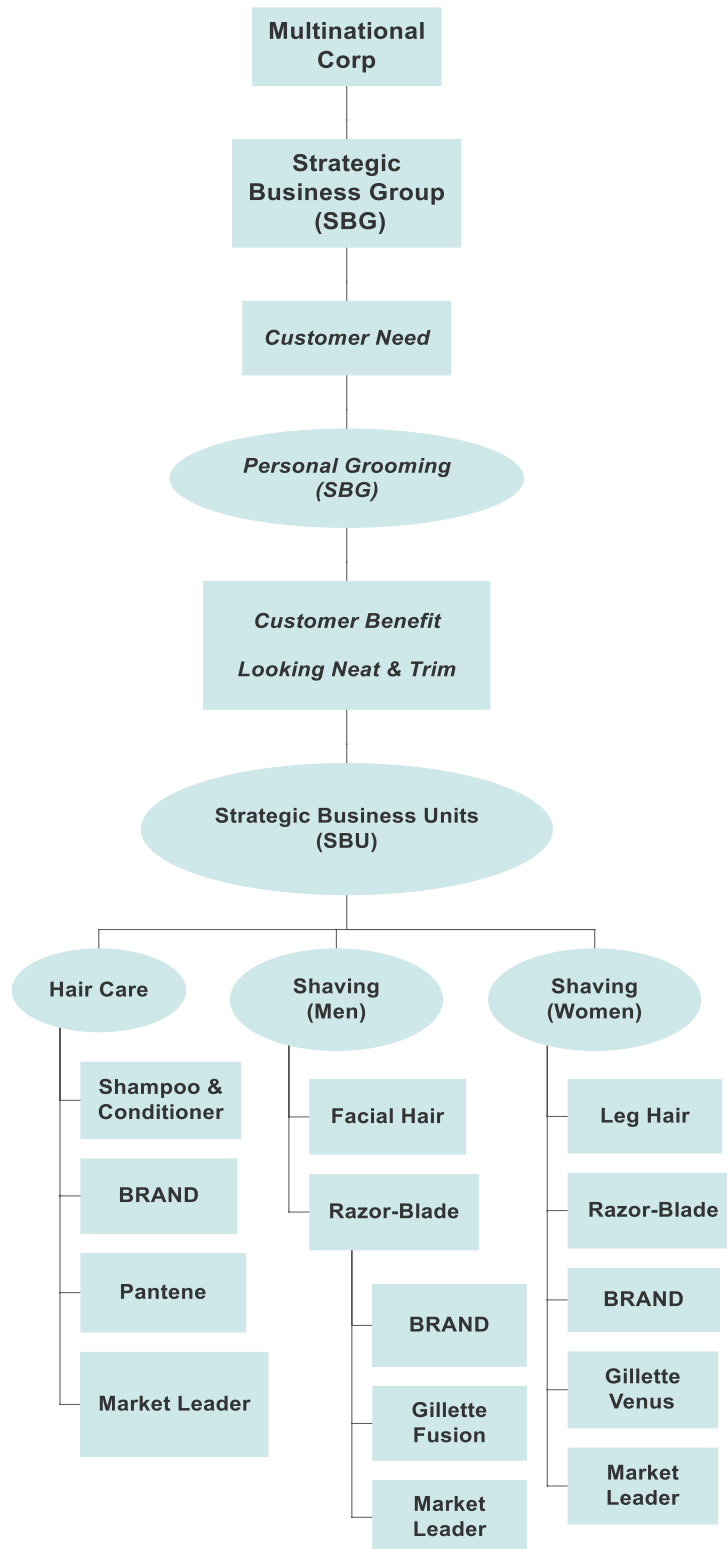 Multinational
Corp
Strategic
Business Group
(SBG)
Customer Need
Personal Grooming
(SBG)
Customer Benefit
Looking Neat & Trim
Strategic Business Units
(SBU)
Hair Care
Shampoo &
Conditioner
BRAND
Pantene
Market Leader
Shaving
(Men)
Facial Hair
Razor-Blade
BRAND
Gillette
Fusion
Market
Leader
Shaving
(Women)
Leg Hair
Razor-Blade
BRAND
Gillette
Venus
Market
Leader